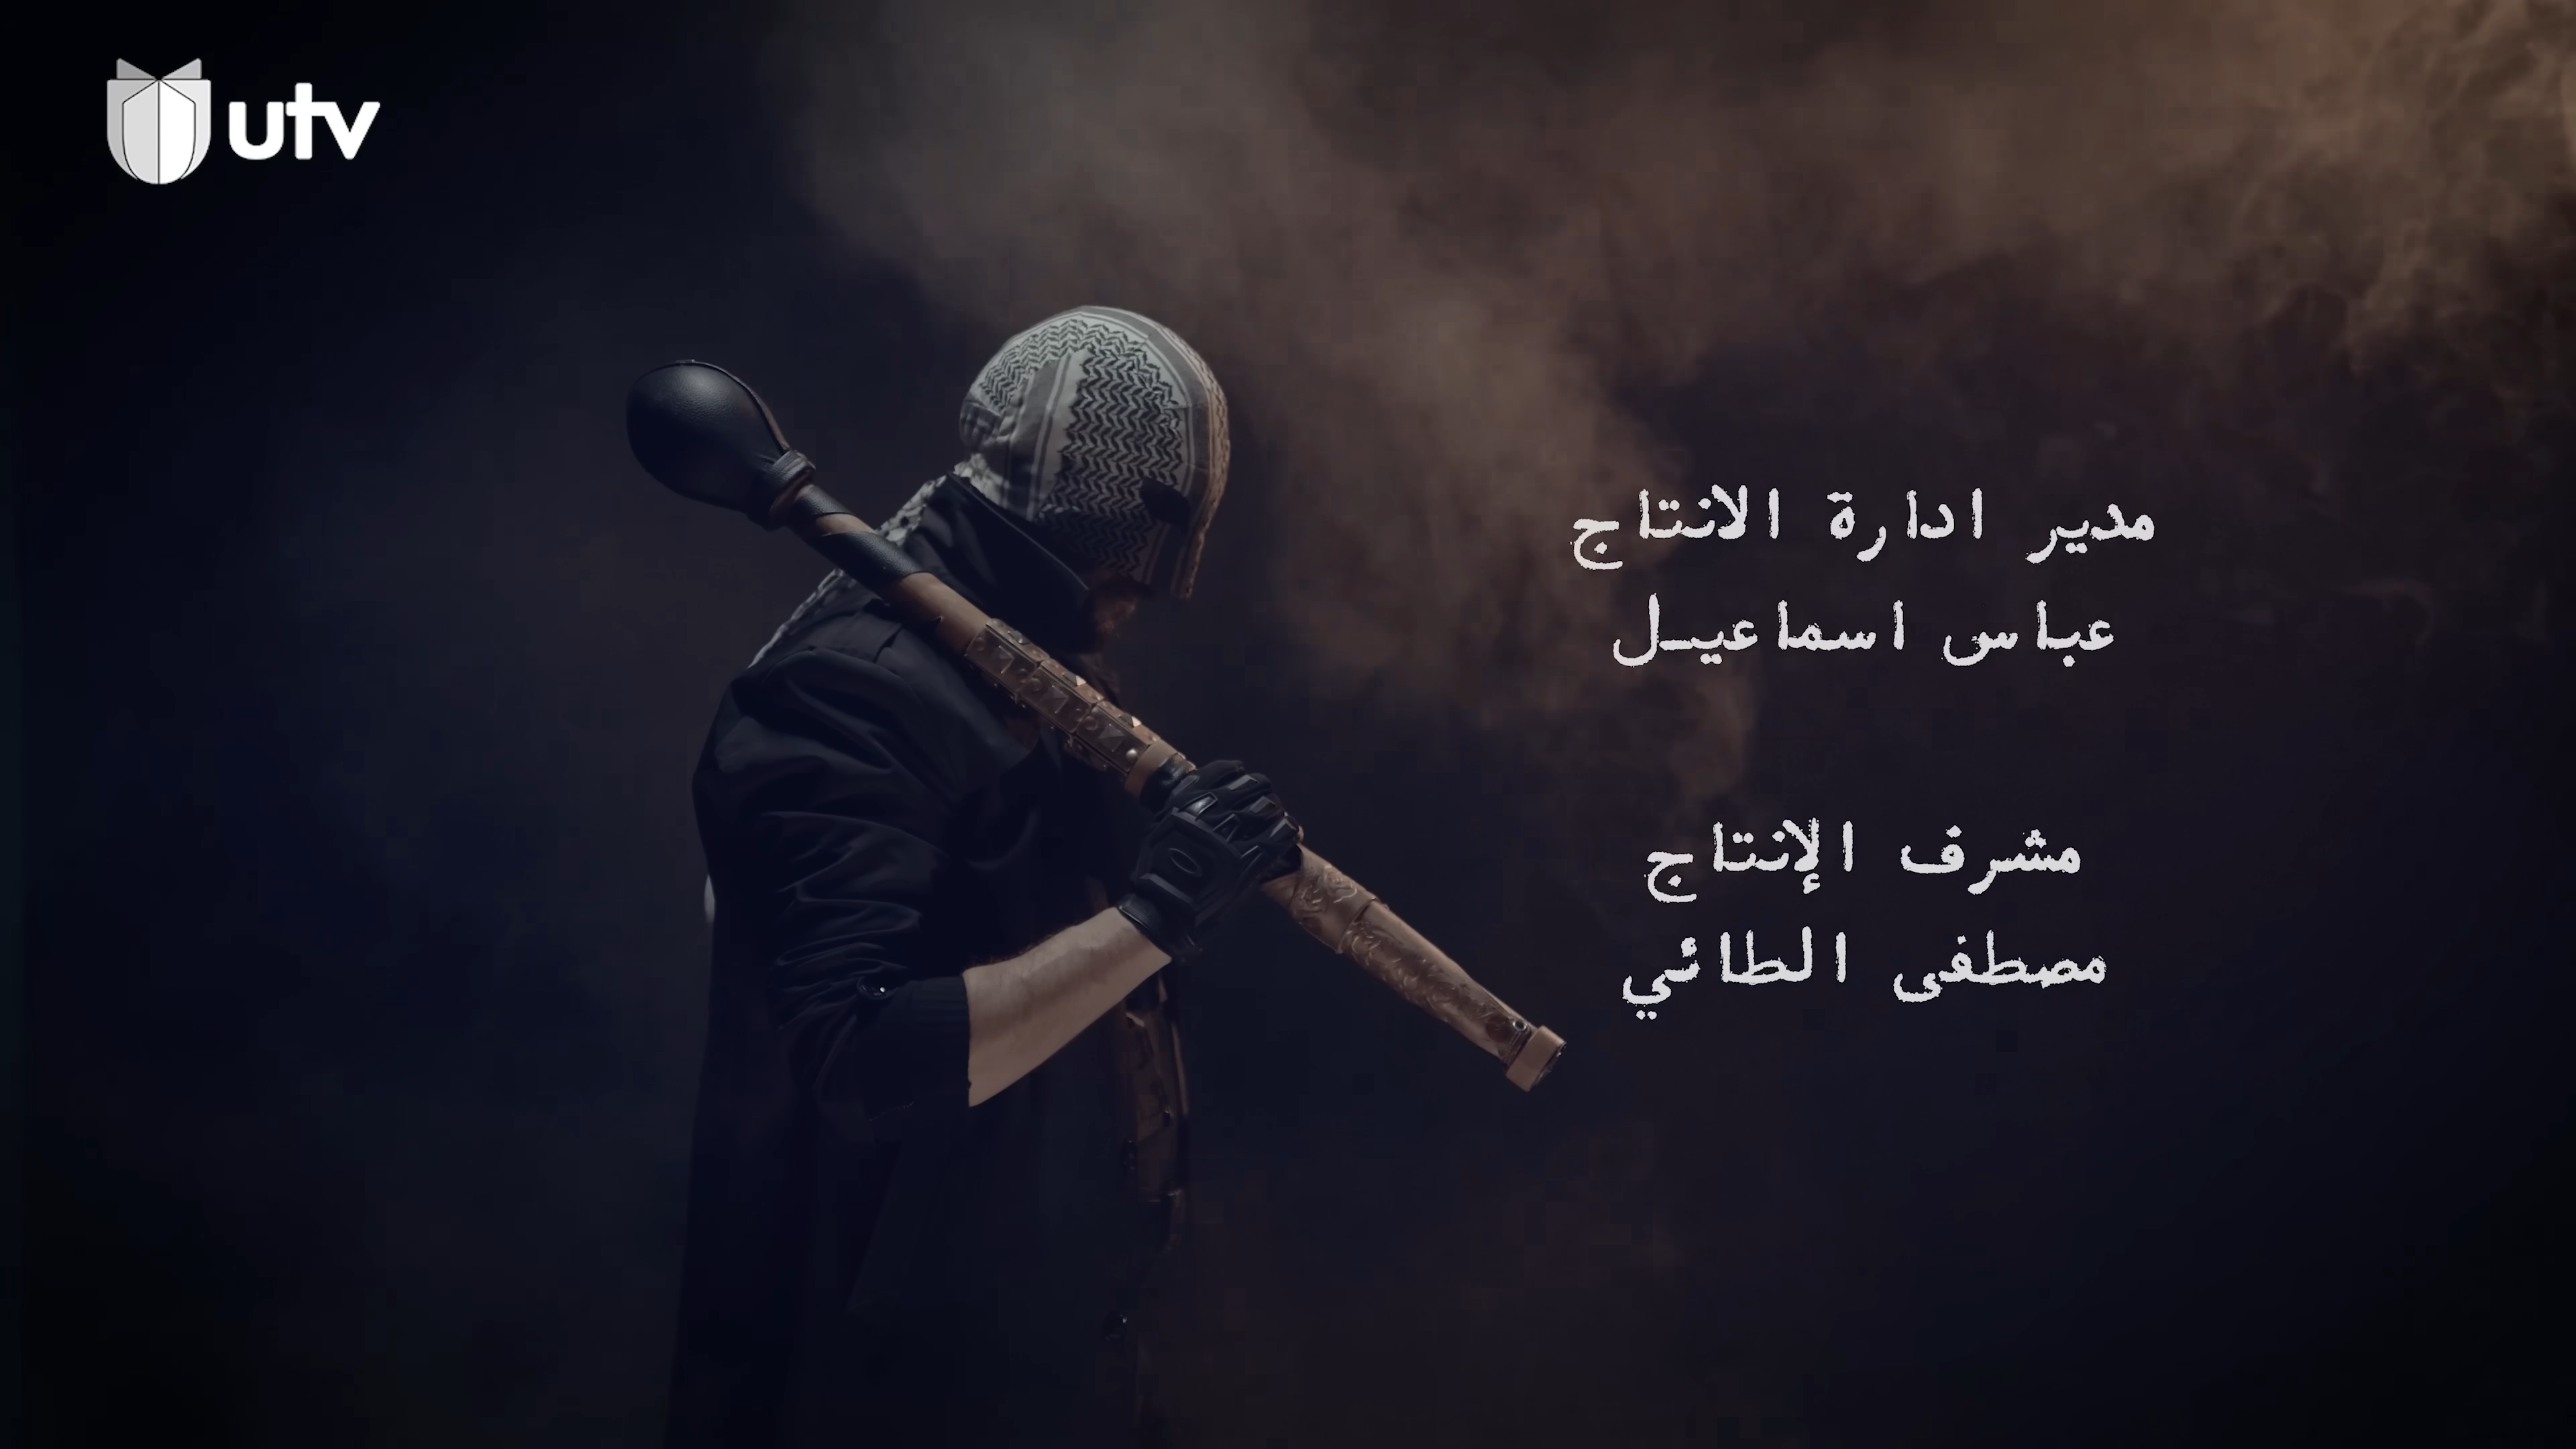 utv
مدير ادارة الانتاج
عباس اسماعيل
مشرف الإنتاج
مصطفى الطائي